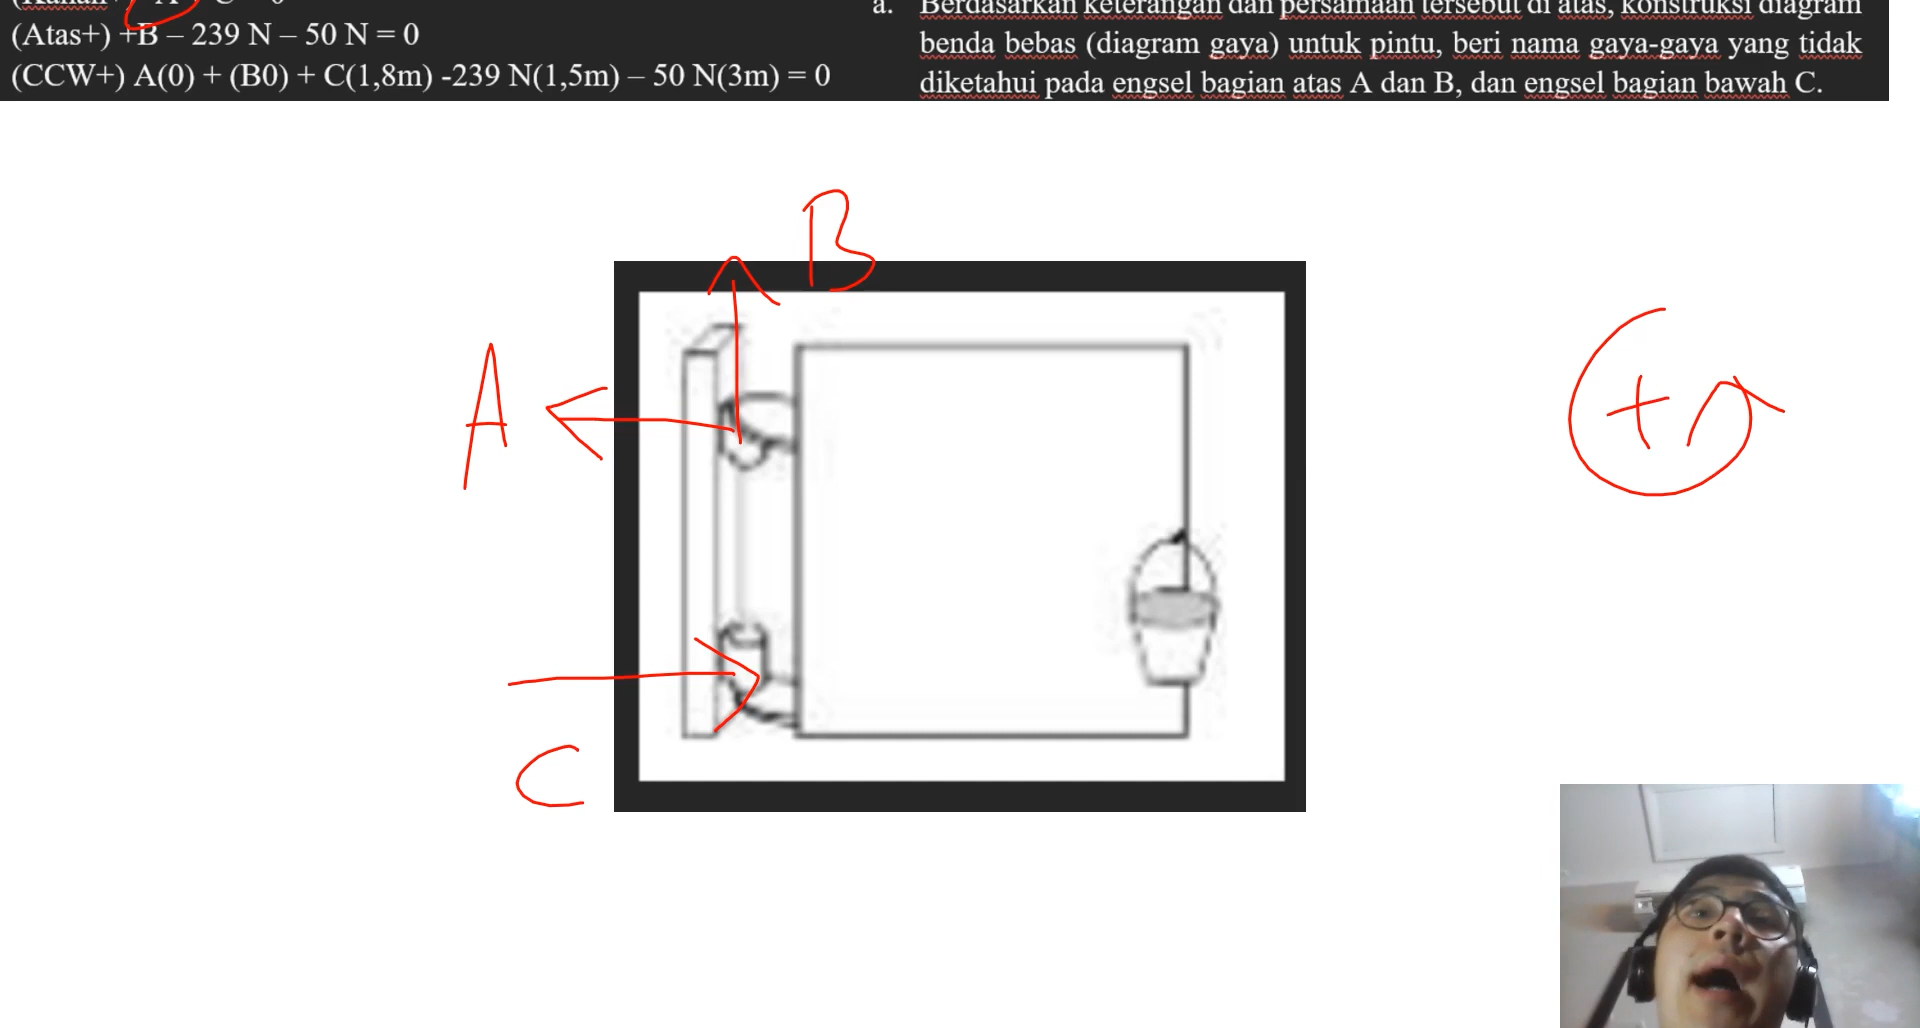 (Kanan+) – A + C = 0
(Atas+) +B – 239 N – 50 N = 0
(CCW+) A(0) + (B0) + C(1,8m) -239 N(1,5m) – 50 N(3m) = 0
a. Berdasarkan keterangan dan persamaan tersebut di atas, konstruksi diagram
benda bebas (diagram gaya) untuk pintu, beri nama gaya-gaya yang tidak
diketahui pada engsel bagian atas A dan B, dan engsel bagian bawah C.
B
A
+
C